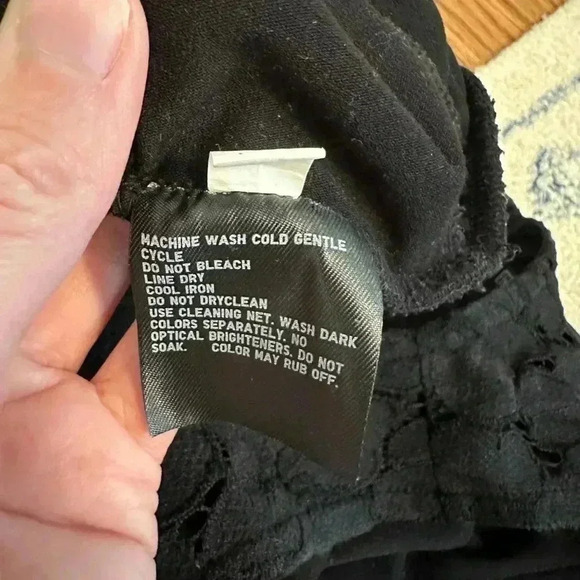 MACHINE WASH COLD GENTLE
CYCLE
DO NOT BLEACH
LINE DRY
COOL IRON
DO NOT DRYCLEAN
USE CLEANING NET. WASH DARK
COLORS SEPARATELY. NO
OPTICAL BRIGHTENERS. DO NOT
SOAK. COLOR MAY RUB OFF.